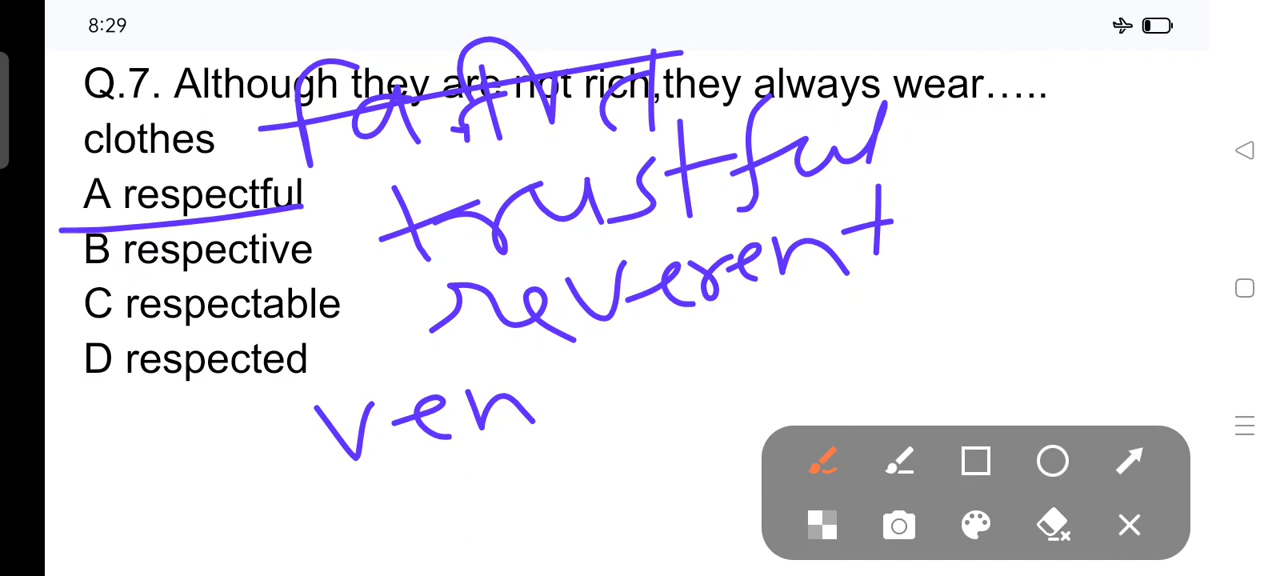 8:29
Q.7. Although they are not rich,they always wear.....
clothes
A respectful
trustful
B respective
reverent
C respectable
D respected
ven